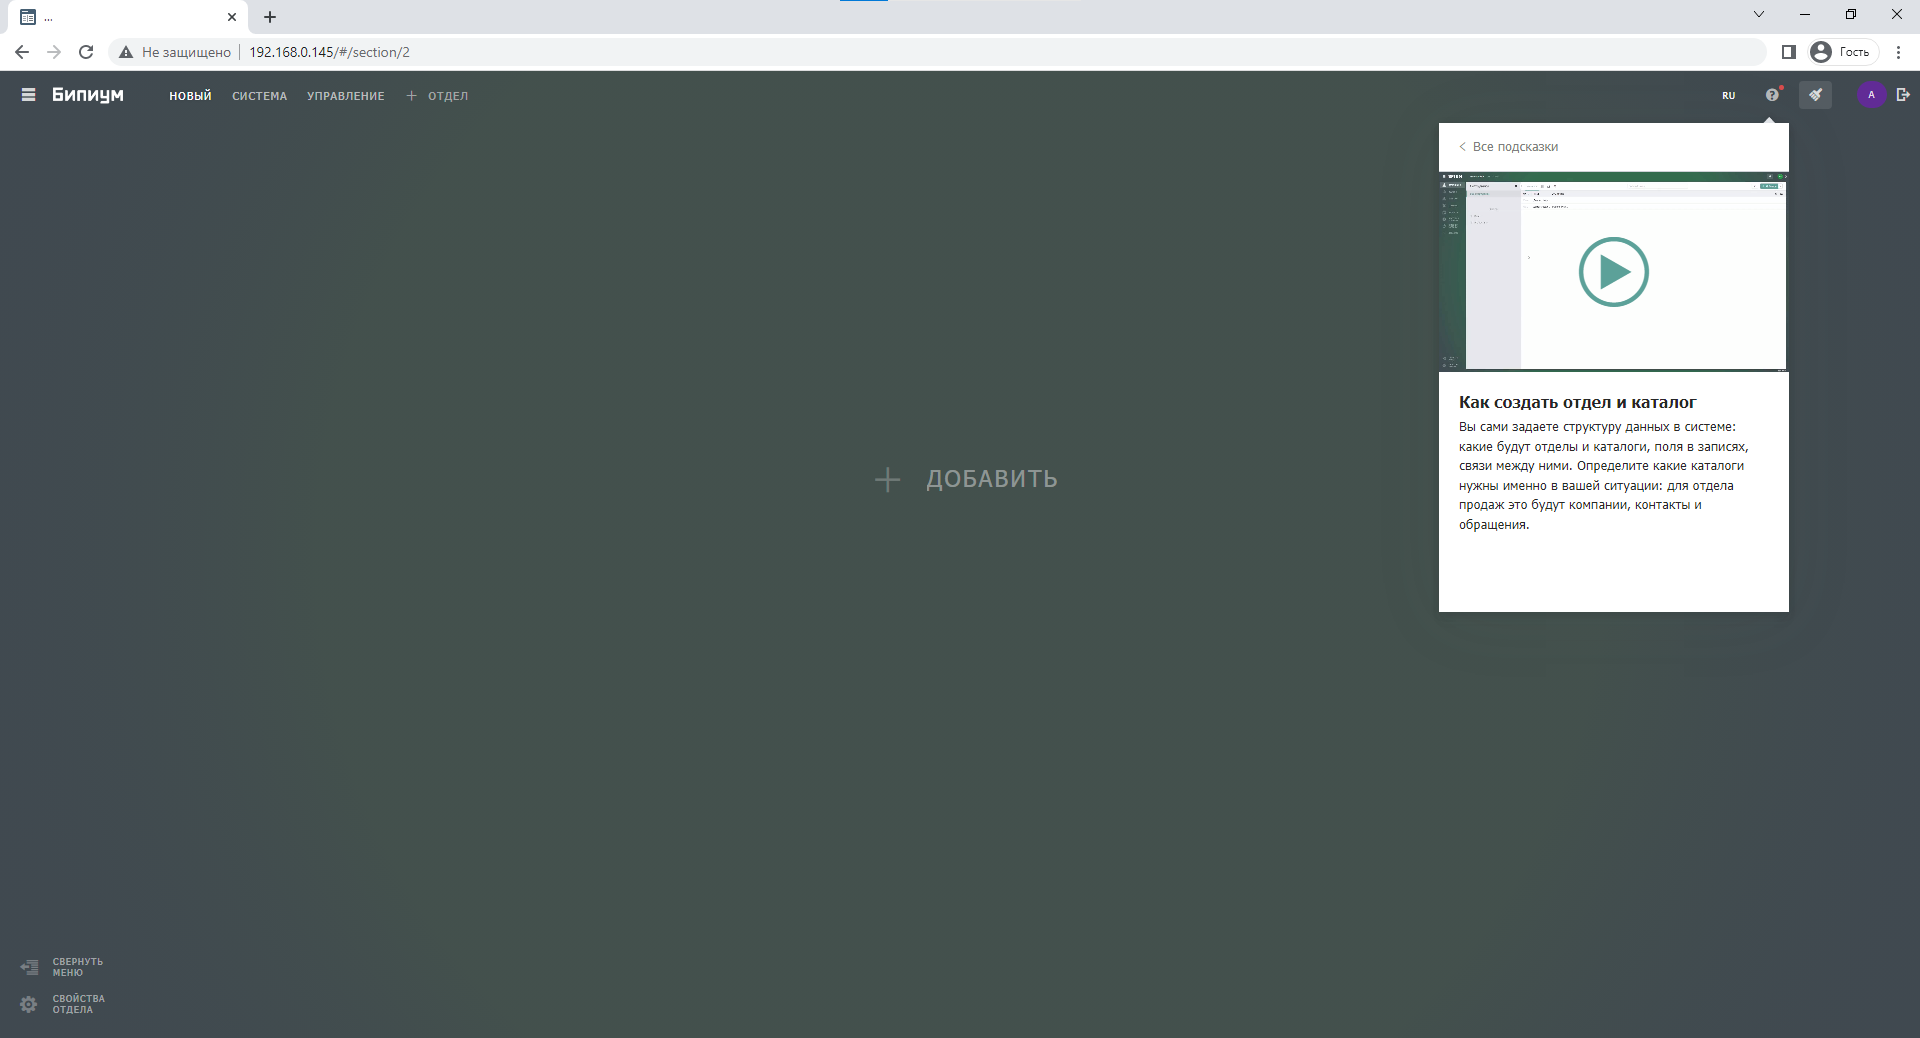 ...
Не защищено
192.168.0.145/#/section/2
Гость
Бипиум
НОВЫЙ
СИСТЕМА
УПРАВЛЕНИЕ
ОТДЕЛ
RU
A
Все подсказки
Как создать отдел и каталог
Вы сами задаете структуру данных в системе:
какие будут отделы и каталоги, поля в записях,
связи между ними. Определите какие каталоги
нужны именно в вашей ситуации: для отдела
продаж это будут компании, контакты и
обращения.
ДОБАВИТЬ
СВЕРНУТЬ
МЕНЮ
СВОЙСТВА
ОТДЕЛА